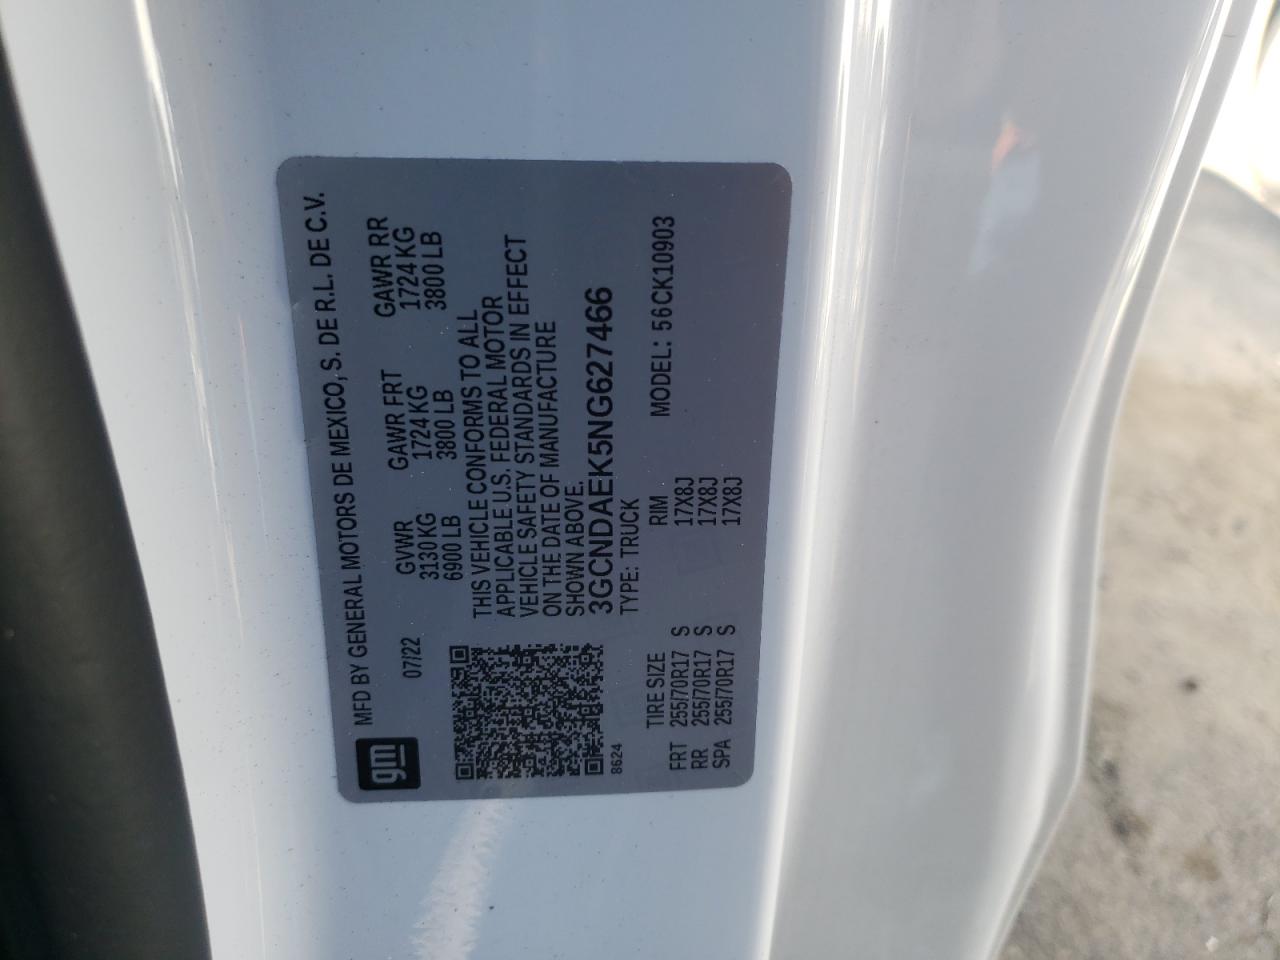 gm MFD BY GENERAL MOTORS DE MEXICO, S. DE R.L. DE C.V.
07/22 GVWR GAWR FRT GAWR RR
3130 KG 1724 KG 1724 KG
6900 LB 3800 LB 3800 LB
THIS VEHICLE CONFORMS TO ALL
APPLICABLE U.S. FEDERAL MOTOR
VEHICLE SAFETY STANDARDS IN EFFECT
ON THE DATE OF MANUFACTURE
SHOWN ABOVE.
3GCNDAEK5NG627466
8624 TYPE: TRUCK
TIRE SIZE RIM MODEL: 56CK10903
FRT 255/70R17 S 17X8J
RR 255/70R17 S 17X8J
SPA 255/70R17 S 17X8J